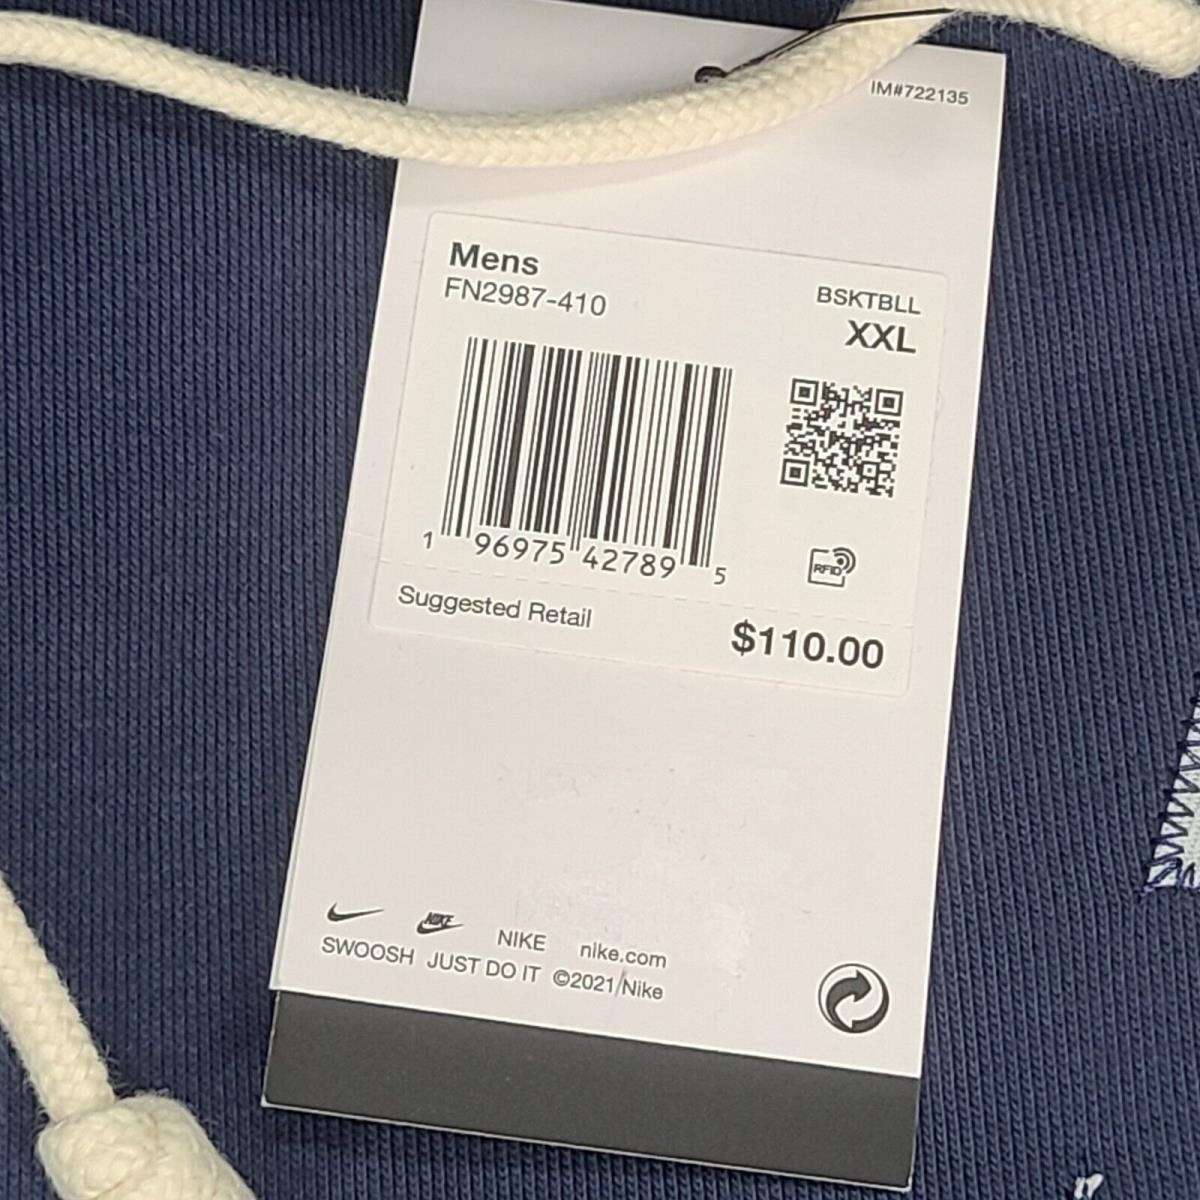 IM#722135
Mens
FN2987-410
BSKTBLL
XXL
1 96975 42789 5
RFID
Suggested Retail
$110.00
NIKE NIKE nike.com
SWOOSH JUST DO IT ©2021/Nike